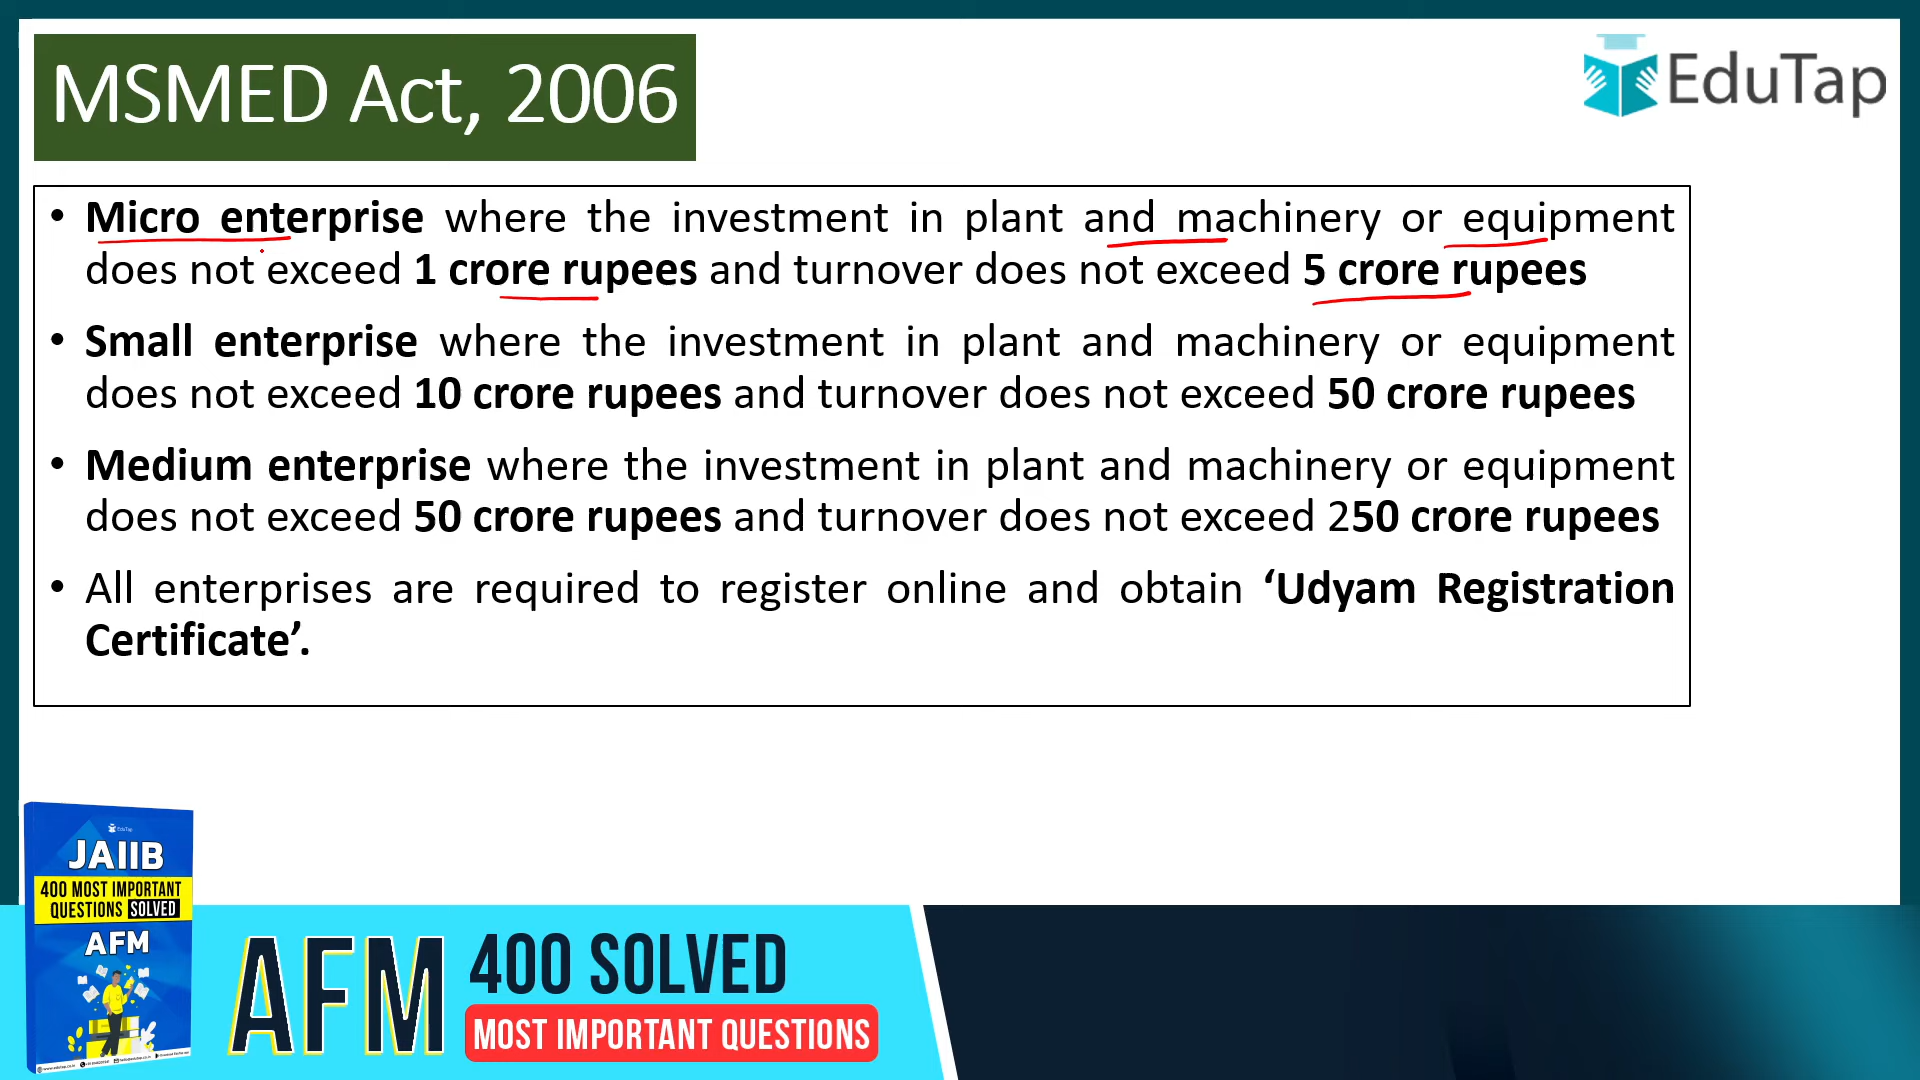 MSMED Act, 2006
EduTap
• Micro enterprise where the investment in plant and machinery or equipment
does not exceed 1 crore rupees and turnover does not exceed 5 crore rupees
• Small enterprise where the investment in plant and machinery or equipment
does not exceed 10 crore rupees and turnover does not exceed 50 crore rupees
• Medium enterprise where the investment in plant and machinery or equipment
does not exceed 50 crore rupees and turnover does not exceed 250 crore rupees
• All enterprises are required to register online and obtain ‘Udyam Registration
Certificate’.
EduTap
JAIIB
400 MOST IMPORTANT
QUESTIONS SOLVED
AFM
AFM
400 SOLVED
MOST IMPORTANT QUESTIONS